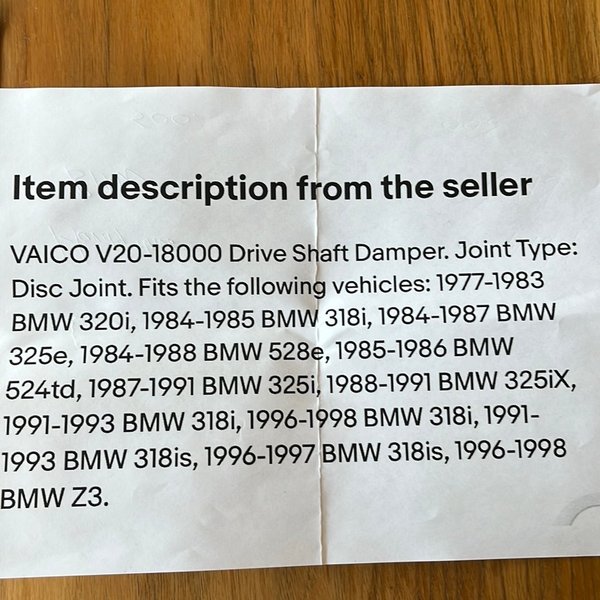 Item description from the seller
VAICO V20-18000 Drive Shaft Damper. Joint Type:
Disc Joint. Fits the following vehicles: 1977-1983
BMW 320i, 1984-1985 BMW 318i, 1984-1987 BMW
325e, 1984-1988 BMW 528e, 1985-1986 BMW
524td, 1987-1991 BMW 325i, 1988-1991 BMW 325iX,
1991-1993 BMW 318i, 1996-1998 BMW 318i, 1991-
1993 BMW 318is, 1996-1997 BMW 318is, 1996-1998
BMW Z3.